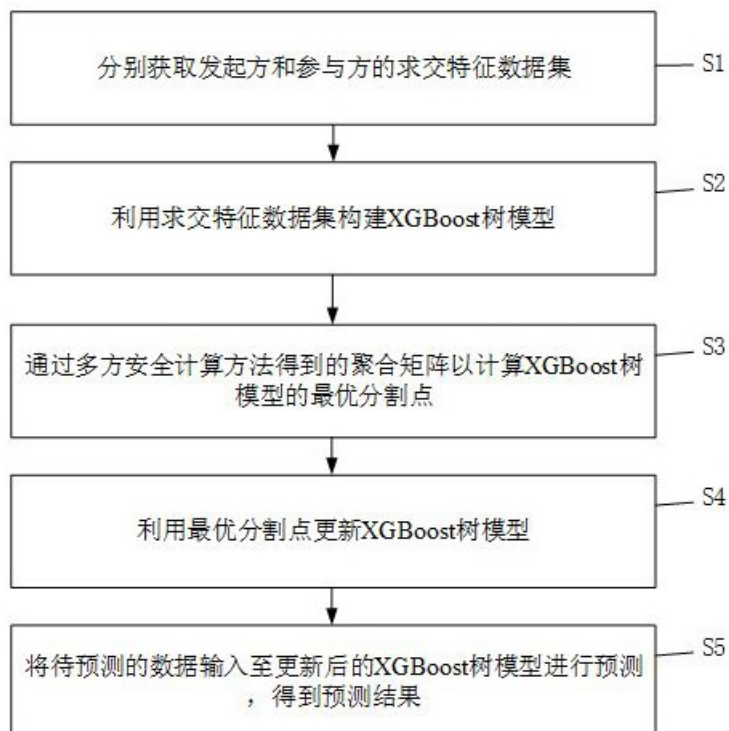 分别获取发起方和参与方的求交特征数据集
S1
利用求交特征数据集构建XGBoost树模型
S2
通过多方安全计算方法得到的聚合矩阵以计算XGBoost树
模型的最优分割点
S3
利用最优分割点更新XGBoost树模型
S4
将待预测的数据输入至更新后的XGBoost树模型进行预测
，得到预测结果
S5